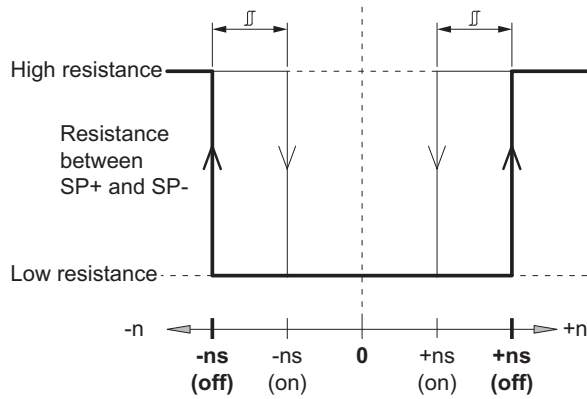 High resistance
Resistance
between
SP+ and SP-
Low resistance
-n
+n
-ns
(off)
-ns
(on)
0
+ns
(on)
+ns
(off)